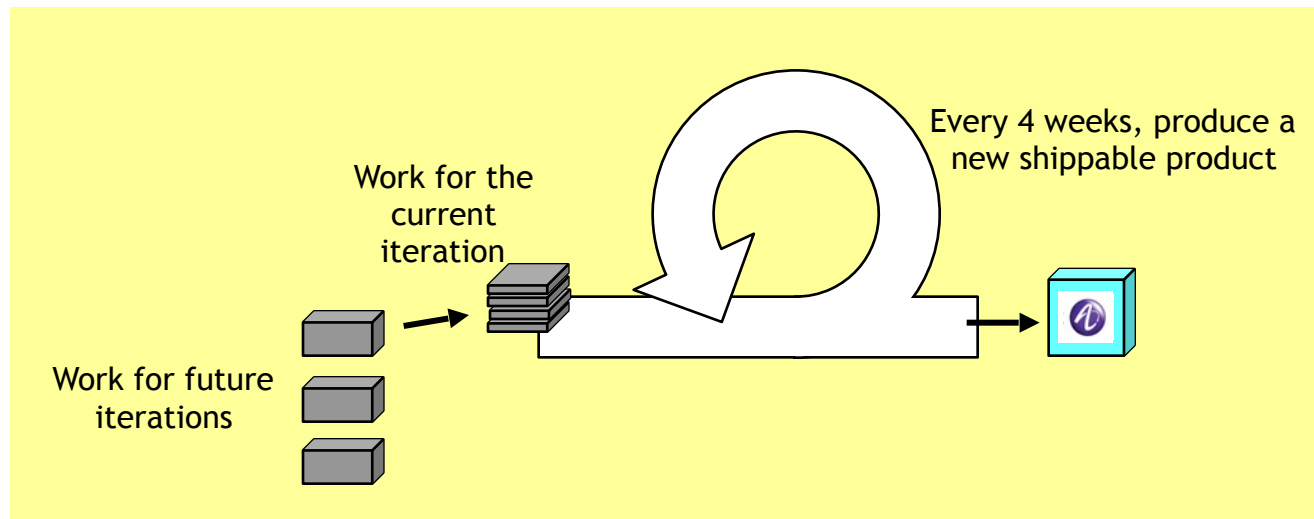 Every 4 weeks, produce a
new shippable product
Work for the
current
iteration
Work for future
iterations